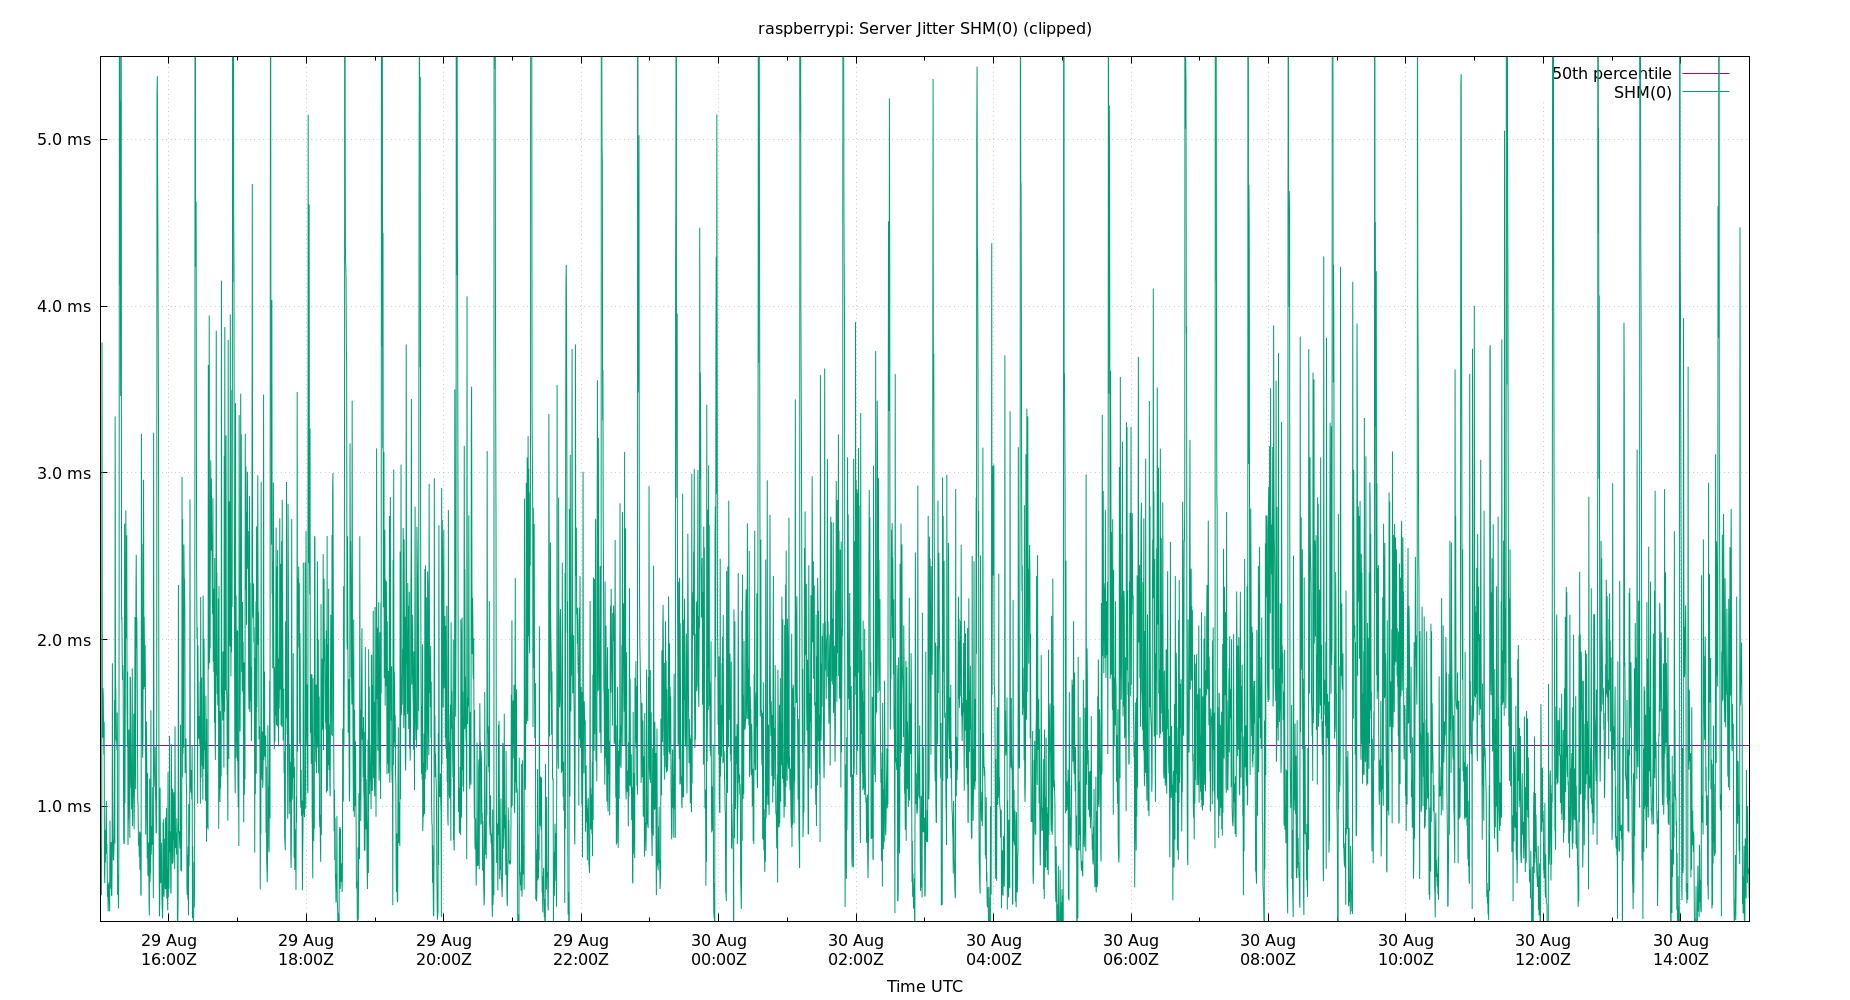 raspberrypi: Server Jitter SHM(0) (clipped)
50th percentile
SHM(0)
5.0 ms
4.0 ms
3.0 ms
2.0 ms
1.0 ms
29 Aug 29 Aug 29 Aug 29 Aug 30 Aug 30 Aug 30 Aug 30 Aug 30 Aug 30 Aug 30 Aug 30 Aug
16:00Z 18:00Z 20:00Z 22:00Z 00:00Z 02:00Z 04:00Z 06:00Z 08:00Z 10:00Z 12:00Z 14:00Z
Time UTC